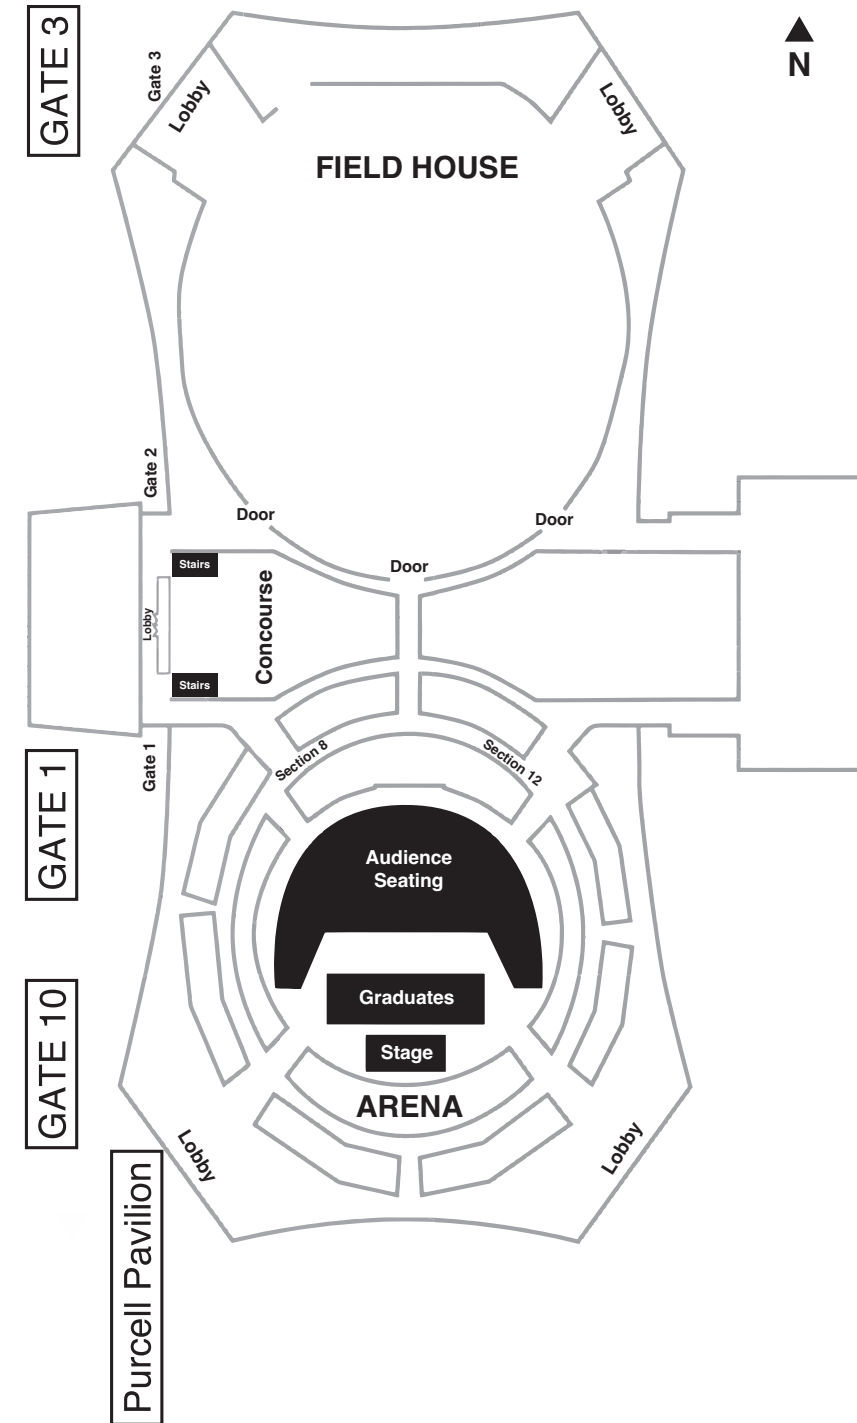 GATE 3
Gate 3
Lobby
Lobby
N
FIELD HOUSE
Gate 2
Door
Door
Door
Stairs
Lobby
Concourse
Stairs
GATE 1
Gate 1
Section 8
Section 12
Audience
Seating
GATE 10
Graduates
Stage
ARENA
Lobby
Lobby
Purcell Pavilion